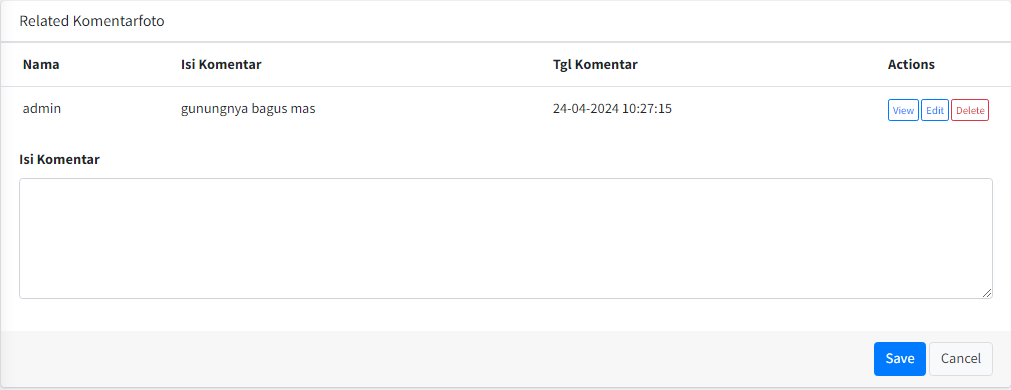 Related Komentarfoto
Nama Isi Komentar Tgl Komentar Actions
admin gunungnya bagus mas 24-04-2024 10:27:15 View Edit Delete
Isi Komentar
Save Cancel